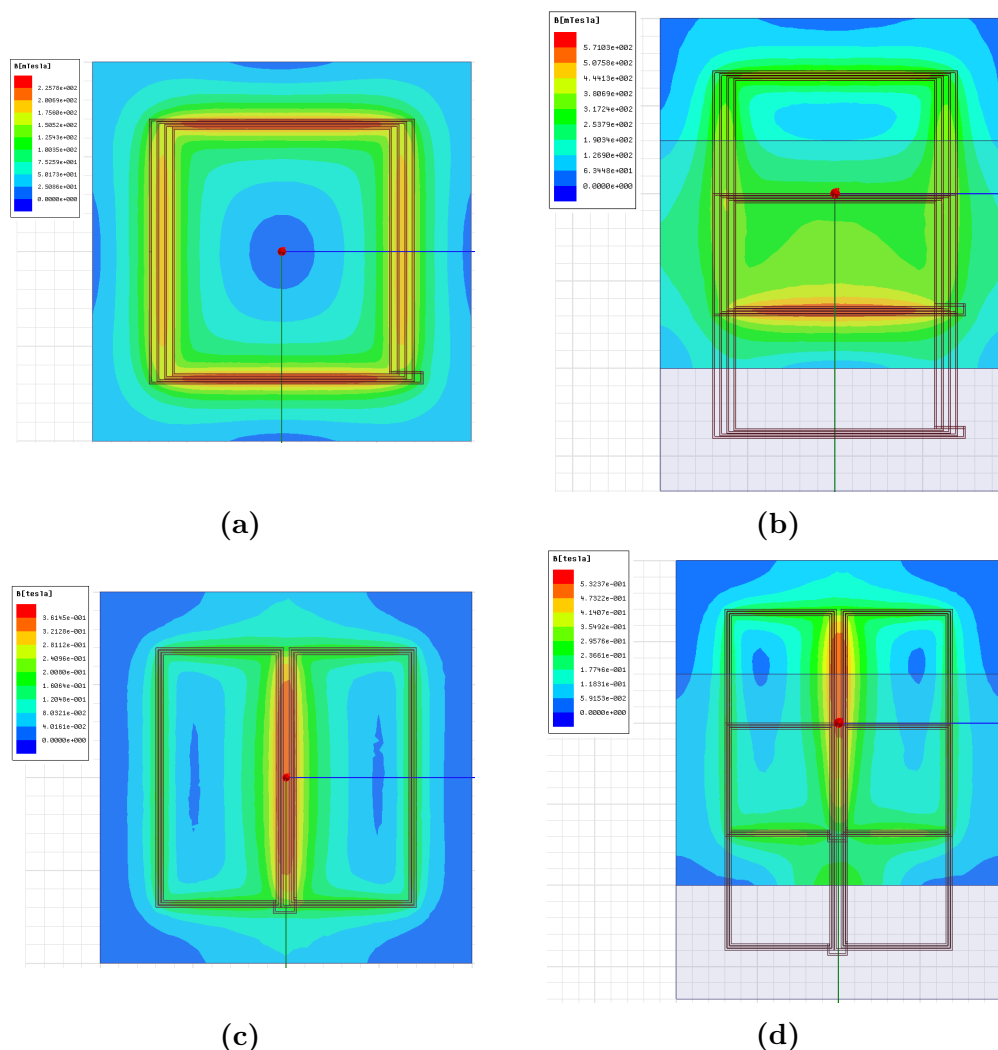 B[mTesla]
2.2578e+002
2.0069e+002
1.7560e+002
1.5052e+002
1.2543e+002
1.0035e+002
7.5259e+001
5.0173e+001
2.5086e+001
0.0000e+000
(a)
B[mTesla]
5.7103e+002
5.0758e+002
4.4413e+002
3.8069e+002
3.1724e+002
2.5379e+002
1.9034e+002
1.2690e+002
6.3448e+001
0.0000e+000
(b)
B[tesla]
3.6145e-001
3.2128e-001
2.8112e-001
2.4096e-001
2.0080e-001
1.6064e-001
1.2048e-001
8.0321e-002
4.0161e-002
0.0000e+000
(c)
B[tesla]
5.3237e-001
4.7322e-001
4.1407e-001
3.5492e-001
2.9576e-001
2.3661e-001
1.7746e-001
1.1831e-001
5.9153e-002
0.0000e+000
(d)